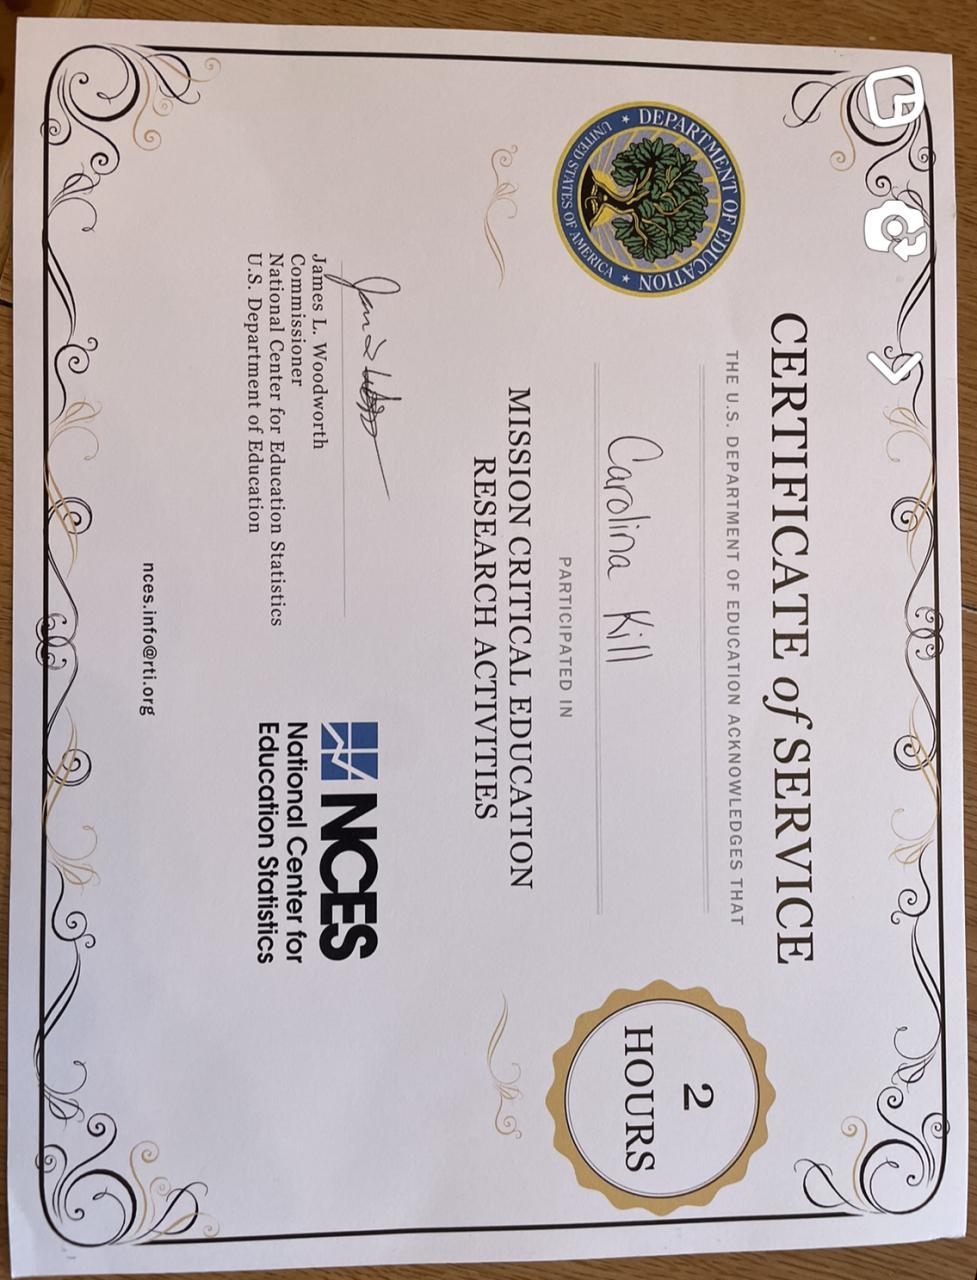 DEPARTMENT OF EDUCATION
UNITED STATES OF AMERICA
CERTIFICATE of SERVICE
THE U.S. DEPARTMENT OF EDUCATION ACKNOWLEDGES THAT
2
HOURS
Carolina Kill
PARTICIPATED IN
MISSION CRITICAL EDUCATION
RESEARCH ACTIVITIES
James L. Woodworth
Commissioner
National Center for Education Statistics
U.S. Department of Education
NCES
National Center for
Education Statistics
nces.info@rti.org